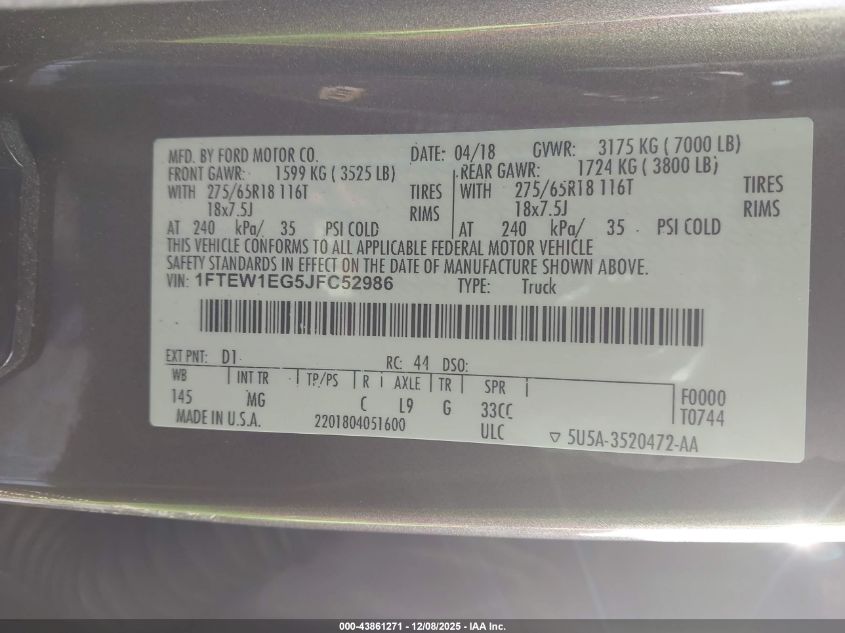 MFD. BY FORD MOTOR CO. DATE: 04/18 GVWR: 3175 KG ( 7000 LB)
FRONT GAWR: 1599 KG ( 3525 LB) REAR GAWR: 1724 KG ( 3800 LB)
WITH 275/65R18 116T TIRES WITH 275/65R18 116T TIRES
18x7.5J RIMS 18x7.5J RIMS
AT 240 kPa/ 35 PSI COLD AT 240 kPa/ 35 PSI COLD
THIS VEHICLE CONFORMS TO ALL APPLICABLE FEDERAL MOTOR VEHICLE
SAFETY STANDARDS IN EFFECT ON THE DATE OF MANUFACTURE SHOWN ABOVE.
VIN: 1FTEW1EG5JFC52986 TYPE: Truck
EXT PNT: D1 RC: 44 DSO:
WB INT TR TP/PS R AXLE TR SPR F0000
145 MG C L9 G 33CC T0744
MADE IN U.S.A. 2201804051600 ULC ▽ 5U5A-3520472-AA
000-43861271 - 12/08/2025 - IAA Inc.